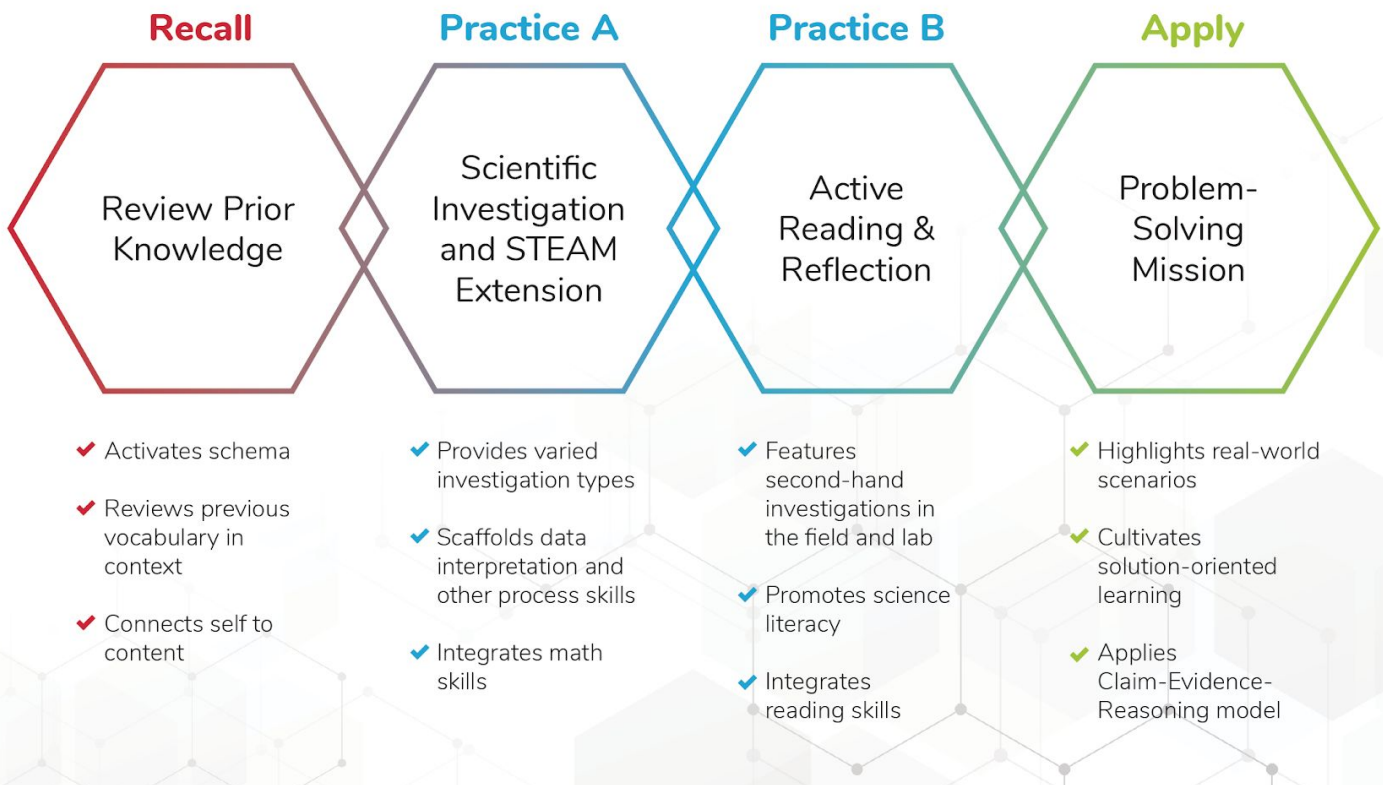 Recall
Review Prior
Knowledge
Activates schema
Reviews previous
vocabulary in
context
Connects self to
content
Practice A
Scientific
Investigation
and STEAM
Extension
Provides varied
investigation types
Scaffolds data
interpretation and
other process skills
Integrates math
skills
Practice B
Active
Reading &
Reflection
Features
second-hand
investigations in
the field and lab
Promotes science
literacy
Integrates
reading skills
Apply
Problem-
Solving
Mission
Highlights real-world
scenarios
Cultivates
solution-oriented
learning
Applies
Claim-Evidence-
Reasoning model